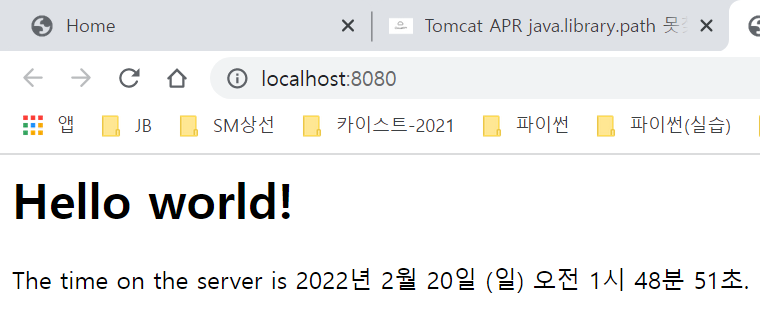 Home
Tomcat APR java.library.path 못
localhost:8080
앱 JB SM상선 카이스트-2021 파이썬 파이썬(실습)
Hello world!
The time on the server is 2022년 2월 20일 (일) 오전 1시 48분 51초.